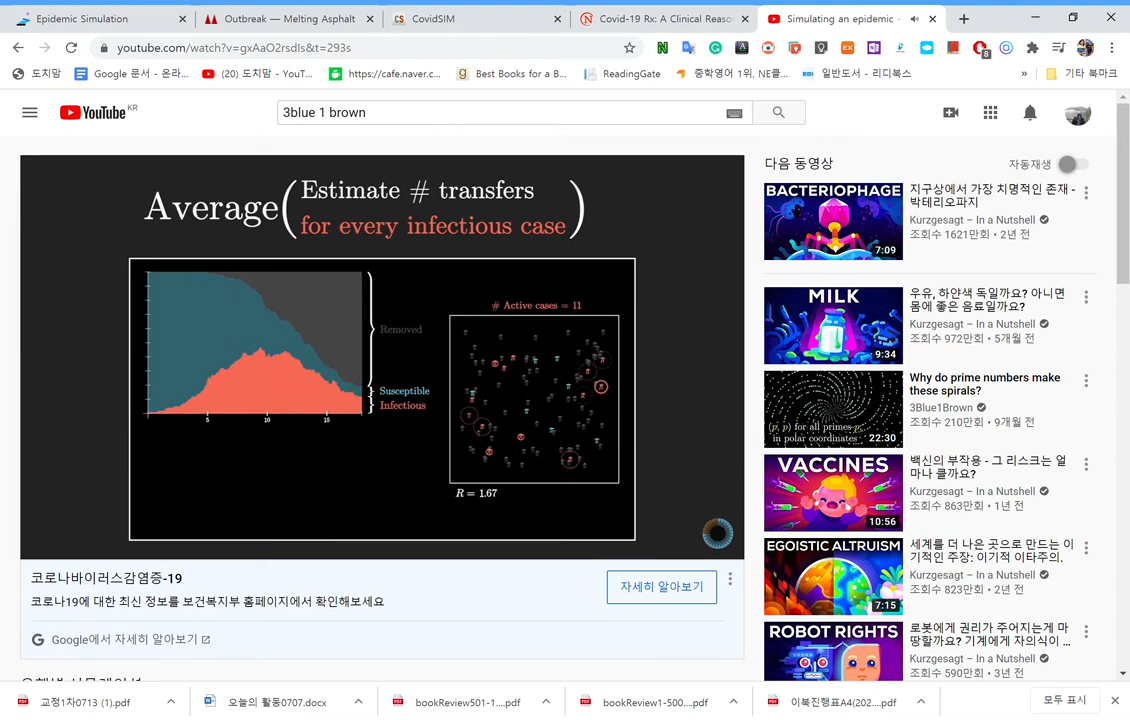 Epidemic Simulation
Outbreak — Melting Asphalt
CovidSIM
Covid-19 Rx: A Clinical Reaso
Simulating an epidemic -
youtube.com/watch?v=gxAaO2rsdIs&t=293s
8
도치맘
Google 문서 - 온라...
(20) 도치맘 - YouT...
https://cafe.naver.c...
Best Books for a B...
ReadingGate
중학영어 1위, NE클...
일반도서 - 리디북스
»
기타 북마크
YouTube KR
3blue 1 brown
Average(Estimate # transfers
for every infectious case)
# Active cases = 11
Removed
Susceptible
Infectious
5
10
15
R = 1.67
코로나바이러스감염증-19
코로나19에 대한 최신 정보를 보건복지부 홈페이지에서 확인해보세요
자세히 알아보기
Google에서 자세히 알아보기
다음 동영상
자동재생
BACTERIOPHAGE
7:09
지구상에서 가장 치명적인 존재 -
박테리오파지
Kurzgesagt – In a Nutshell
조회수 1621만회 • 2년 전
MILK
9:34
우유, 하얀색 독일까요? 아니면
몸에 좋은 음료일까요?
Kurzgesagt – In a Nutshell
조회수 972만회 • 5개월 전
(p, p) for all primes p,
in polar coordinates
22:30
Why do prime numbers make
these spirals?
3Blue1Brown
조회수 210만회 • 9개월 전
VACCINES
10:56
백신의 부작용 - 그 리스크는 얼
마나 클까요?
Kurzgesagt – In a Nutshell
조회수 863만회 • 1년 전
EGOISTIC ALTRUISM
7:15
세계를 더 나은 곳으로 만드는 이
기적인 주장: 이기적 이타주의.
Kurzgesagt – In a Nutshell
조회수 823만회 • 2년 전
ROBOT RIGHTS
로봇에게 권리가 주어지는게 마
땅할까요? 기계에게 자의식이 ...
Kurzgesagt – In a Nutshell
조회수 590만회 • 3년 전
교정1차0713 (1).pdf
오늘의 활동0707.docx
bookReview501-1....pdf
bookReview1-500....pdf
이북진행표A4(202....pdf
모두 표시